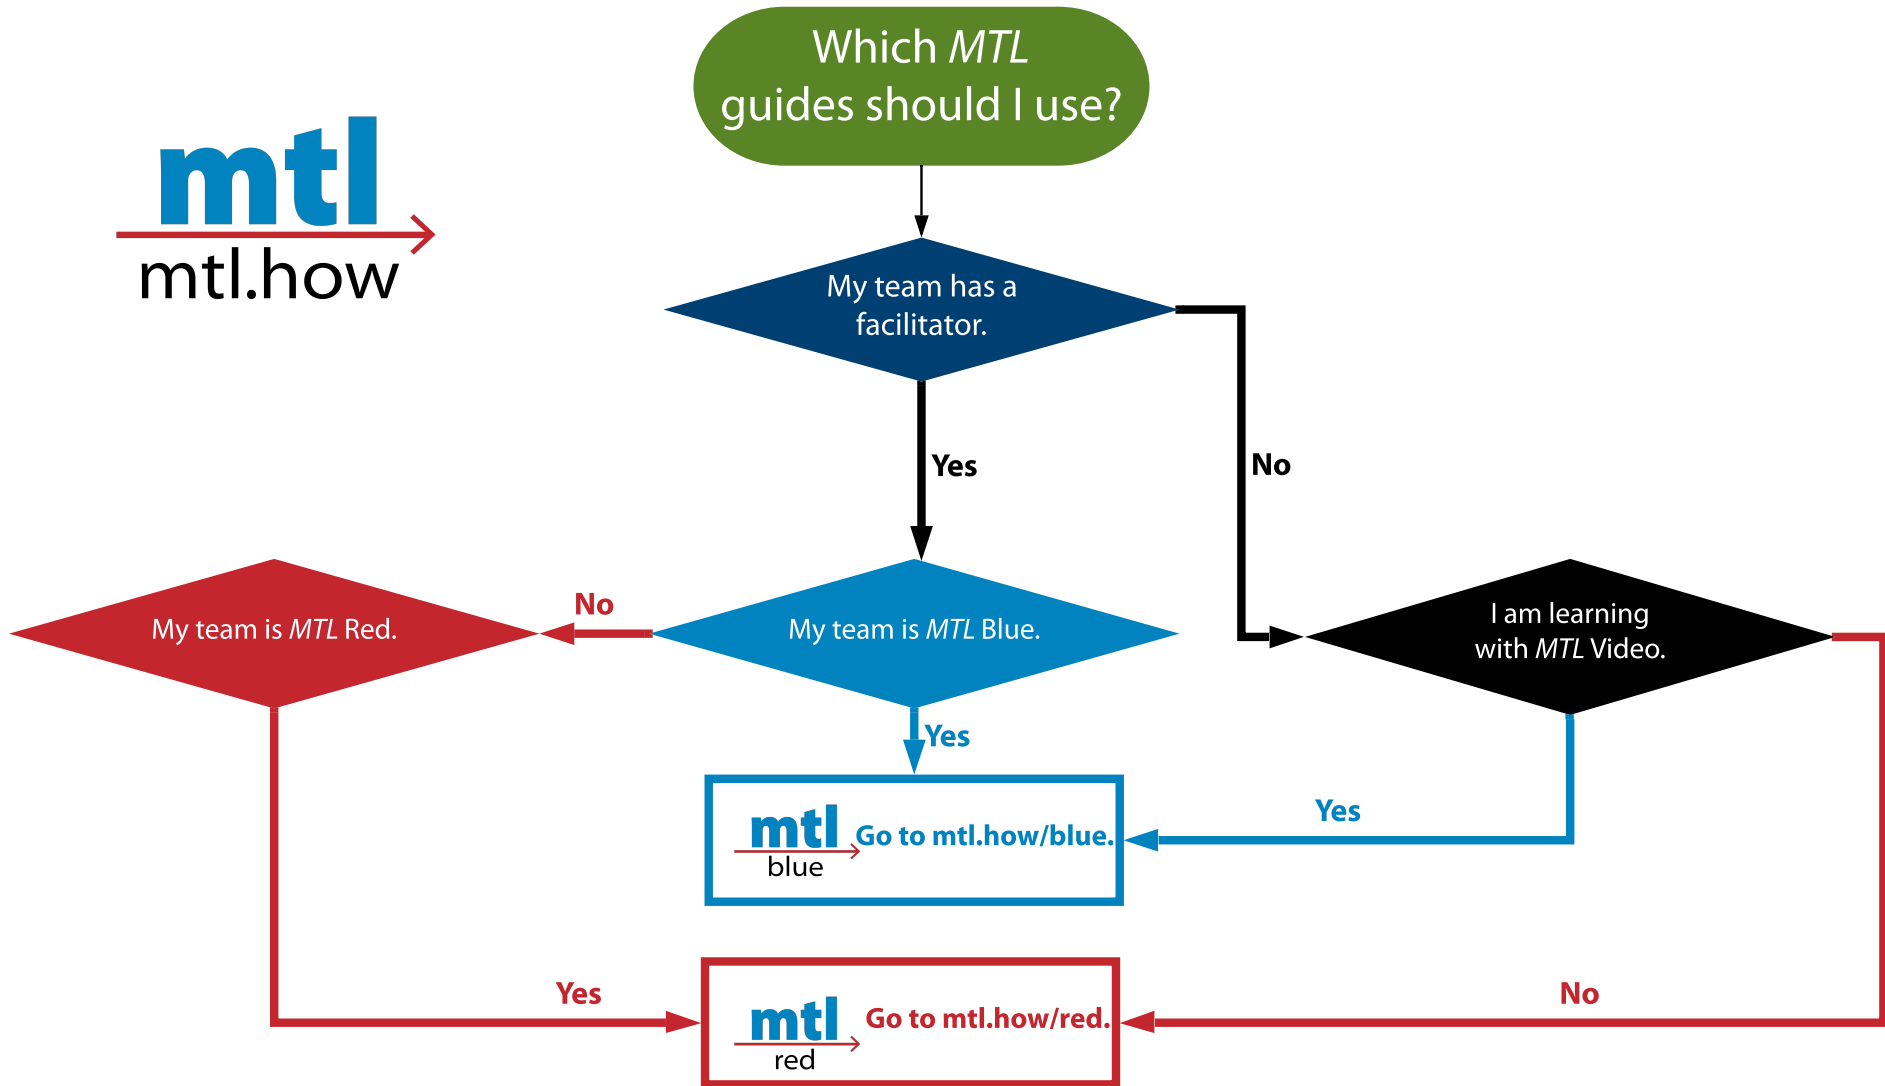 Which MTL
guides should I use?
mtl
mtl.how
My team has a
facilitator.
Yes
No
My team is MTL Red.
No
My team is MTL Blue.
I am learning
with MTL Video.
Yes
mtl
blue
Go to mtl.how/blue.
Yes
Yes
mtl
red
Go to mtl.how/red.
No